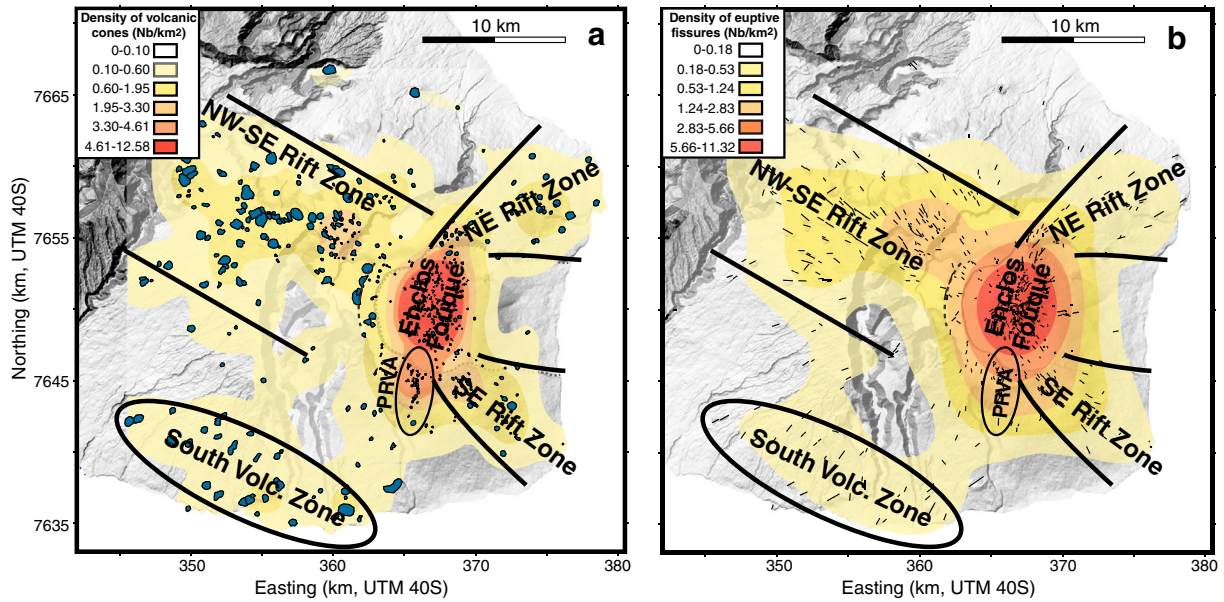 Density of volcanic
cones (Nb/km2)
0-0.10
0.10-0.60
0.60-1.95
1.95-3.30
3.30-4.61
4.61-12.58
10 km
a
7665
7655
7645
7635
Northing (km, UTM 40S)
NW-SE Rift Zone
NE Rift Zone
Enclos
Fouque
PRVA
SE Rift Zone
South Volc. Zone
350
360
370
380
Easting (km, UTM 40S)
Density of euptive
fissures (Nb/km2)
0-0.18
0.18-0.53
0.53-1.24
1.24-2.83
2.83-5.66
5.66-11.32
10 km
b
NW-SE Rift Zone
NE Rift Zone
Enclos
Fouque
PRVA
SE Rift Zone
South Volc. Zone
350
360
370
380
Easting (km, UTM 40S)